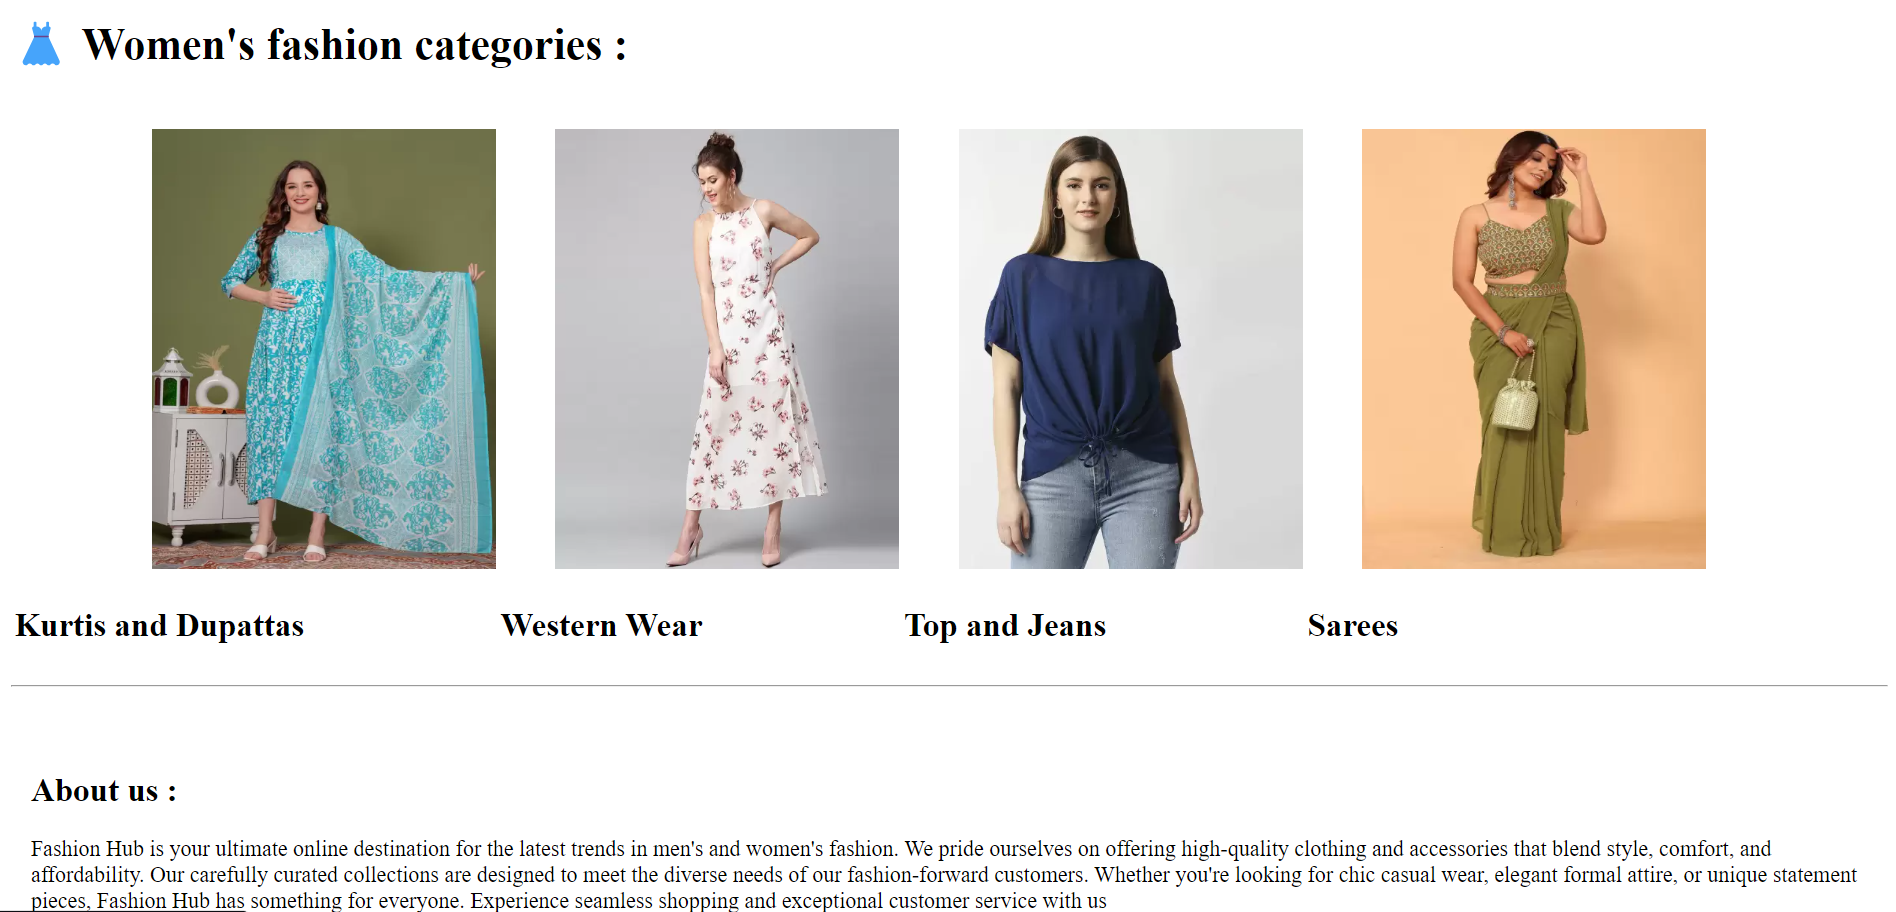 Women's fashion categories :
Kurtis and Dupattas
Western Wear
Top and Jeans
Sarees
About us :
Fashion Hub is your ultimate online destination for the latest trends in men's and women's fashion. We pride ourselves on offering high-quality clothing and accessories that blend style, comfort, and
affordability. Our carefully curated collections are designed to meet the diverse needs of our fashion-forward customers. Whether you're looking for chic casual wear, elegant formal attire, or unique statement
pieces, Fashion Hub has something for everyone. Experience seamless shopping and exceptional customer service with us